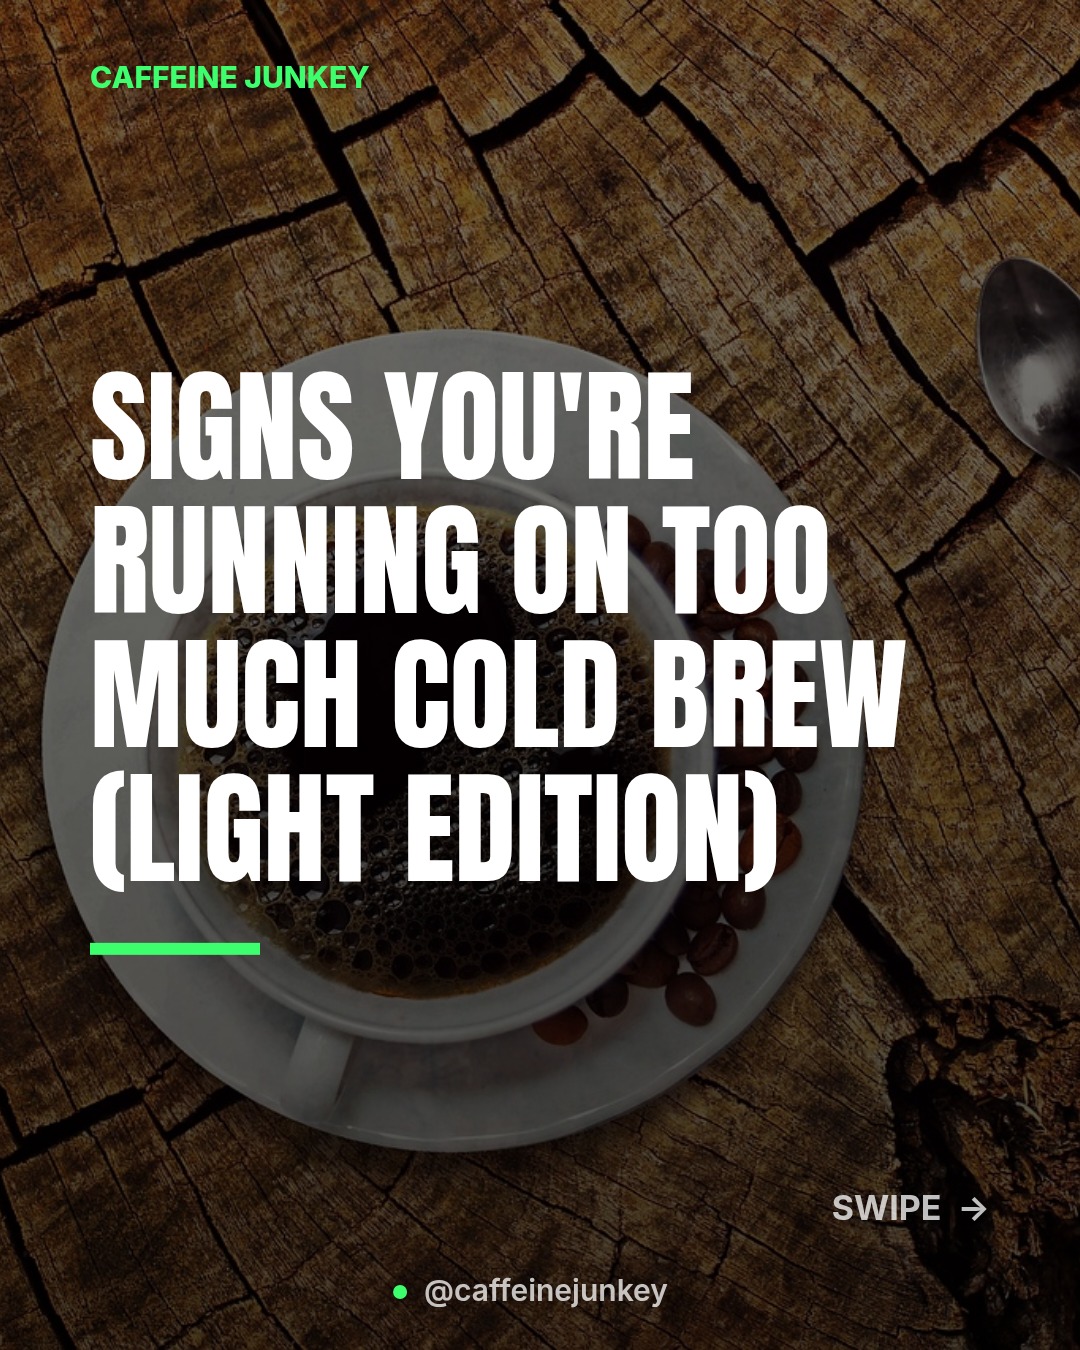 CAFFEINE JUNKEY
SIGNS YOU'RE
RUNNING ON TOO
MUCH COLD BREW
(LIGHT EDITION)
SWIPE →
@caffeinejunkey